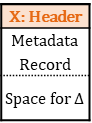 X: Header
Metadata
Record
Space for Δ